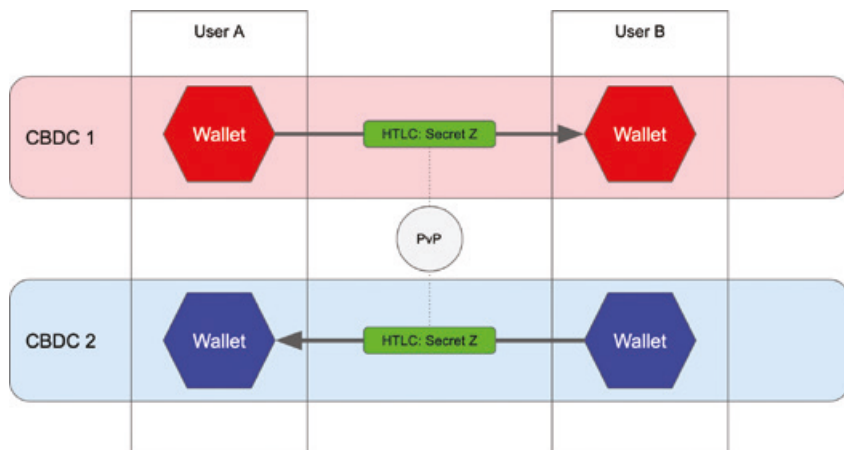 User A
User B
CBDC 1
Wallet
HTLC: Secret Z
Wallet
PvP
CBDC 2
Wallet
HTLC: Secret Z
Wallet